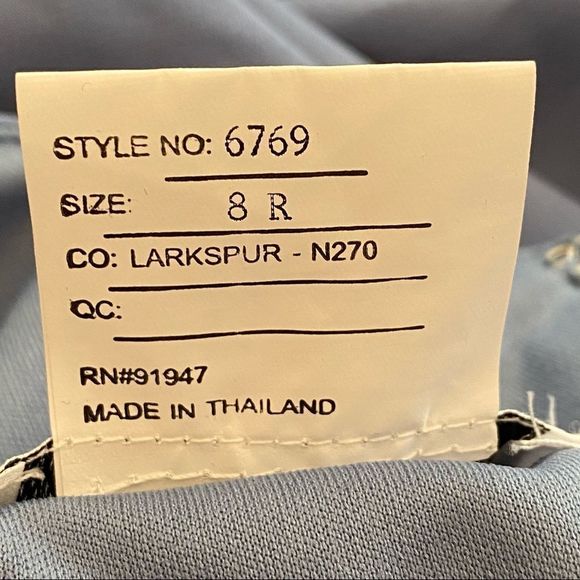 STYLE NO: 6769
SIZE: 8 R
CO: LARKSPUR - N270
QC:
RN#91947
MADE IN THAILAND